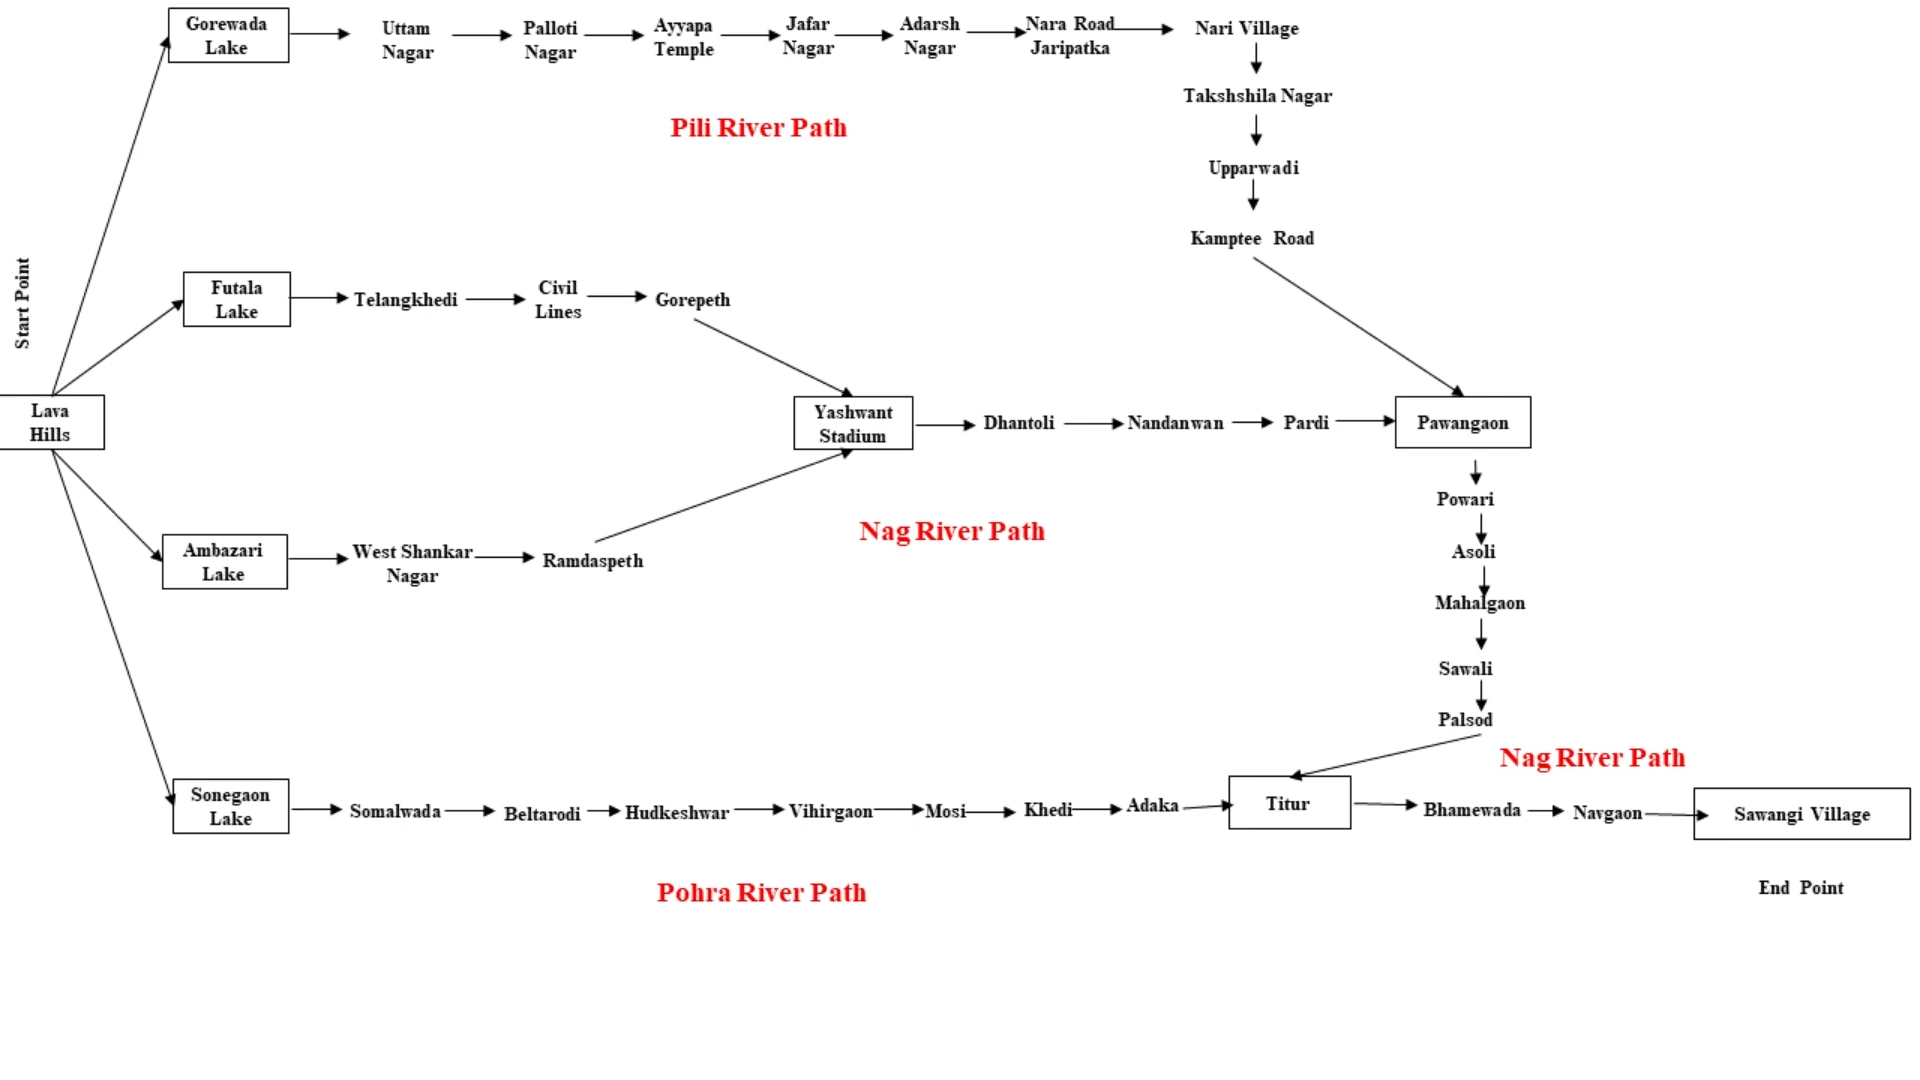 Gorewada
Lake
Uttam
Nagar
Palloti
Nagar
Ayyapa
Temple
Jafar
Nagar
Adarsh
Nagar
Nara Road
Jaripatka
Nari Village
Takshshila Nagar
Pili River Path
Upparwadi
Kamptee Road
Start Point
Futala
Lake
Telangkhedi
Civil
Lines
Gorepeth
Lava
Hills
Yashwant
Stadium
Dhantoli
Nandanwan
Pardi
Pawangaon
Powari
Nag River Path
Asoli
Ambazari
Lake
West Shankar
Nagar
Ramdaspeth
Mahalgaon
Sawali
Palsod
Nag River Path
Sonegaon
Lake
Somalwada
Beltarodi
Hudkeshwar
Vihirgaon
Mosi
Khedi
Adaka
Titur
Bhamewada
Navgaon
Sawangi Village
Pohra River Path
End Point